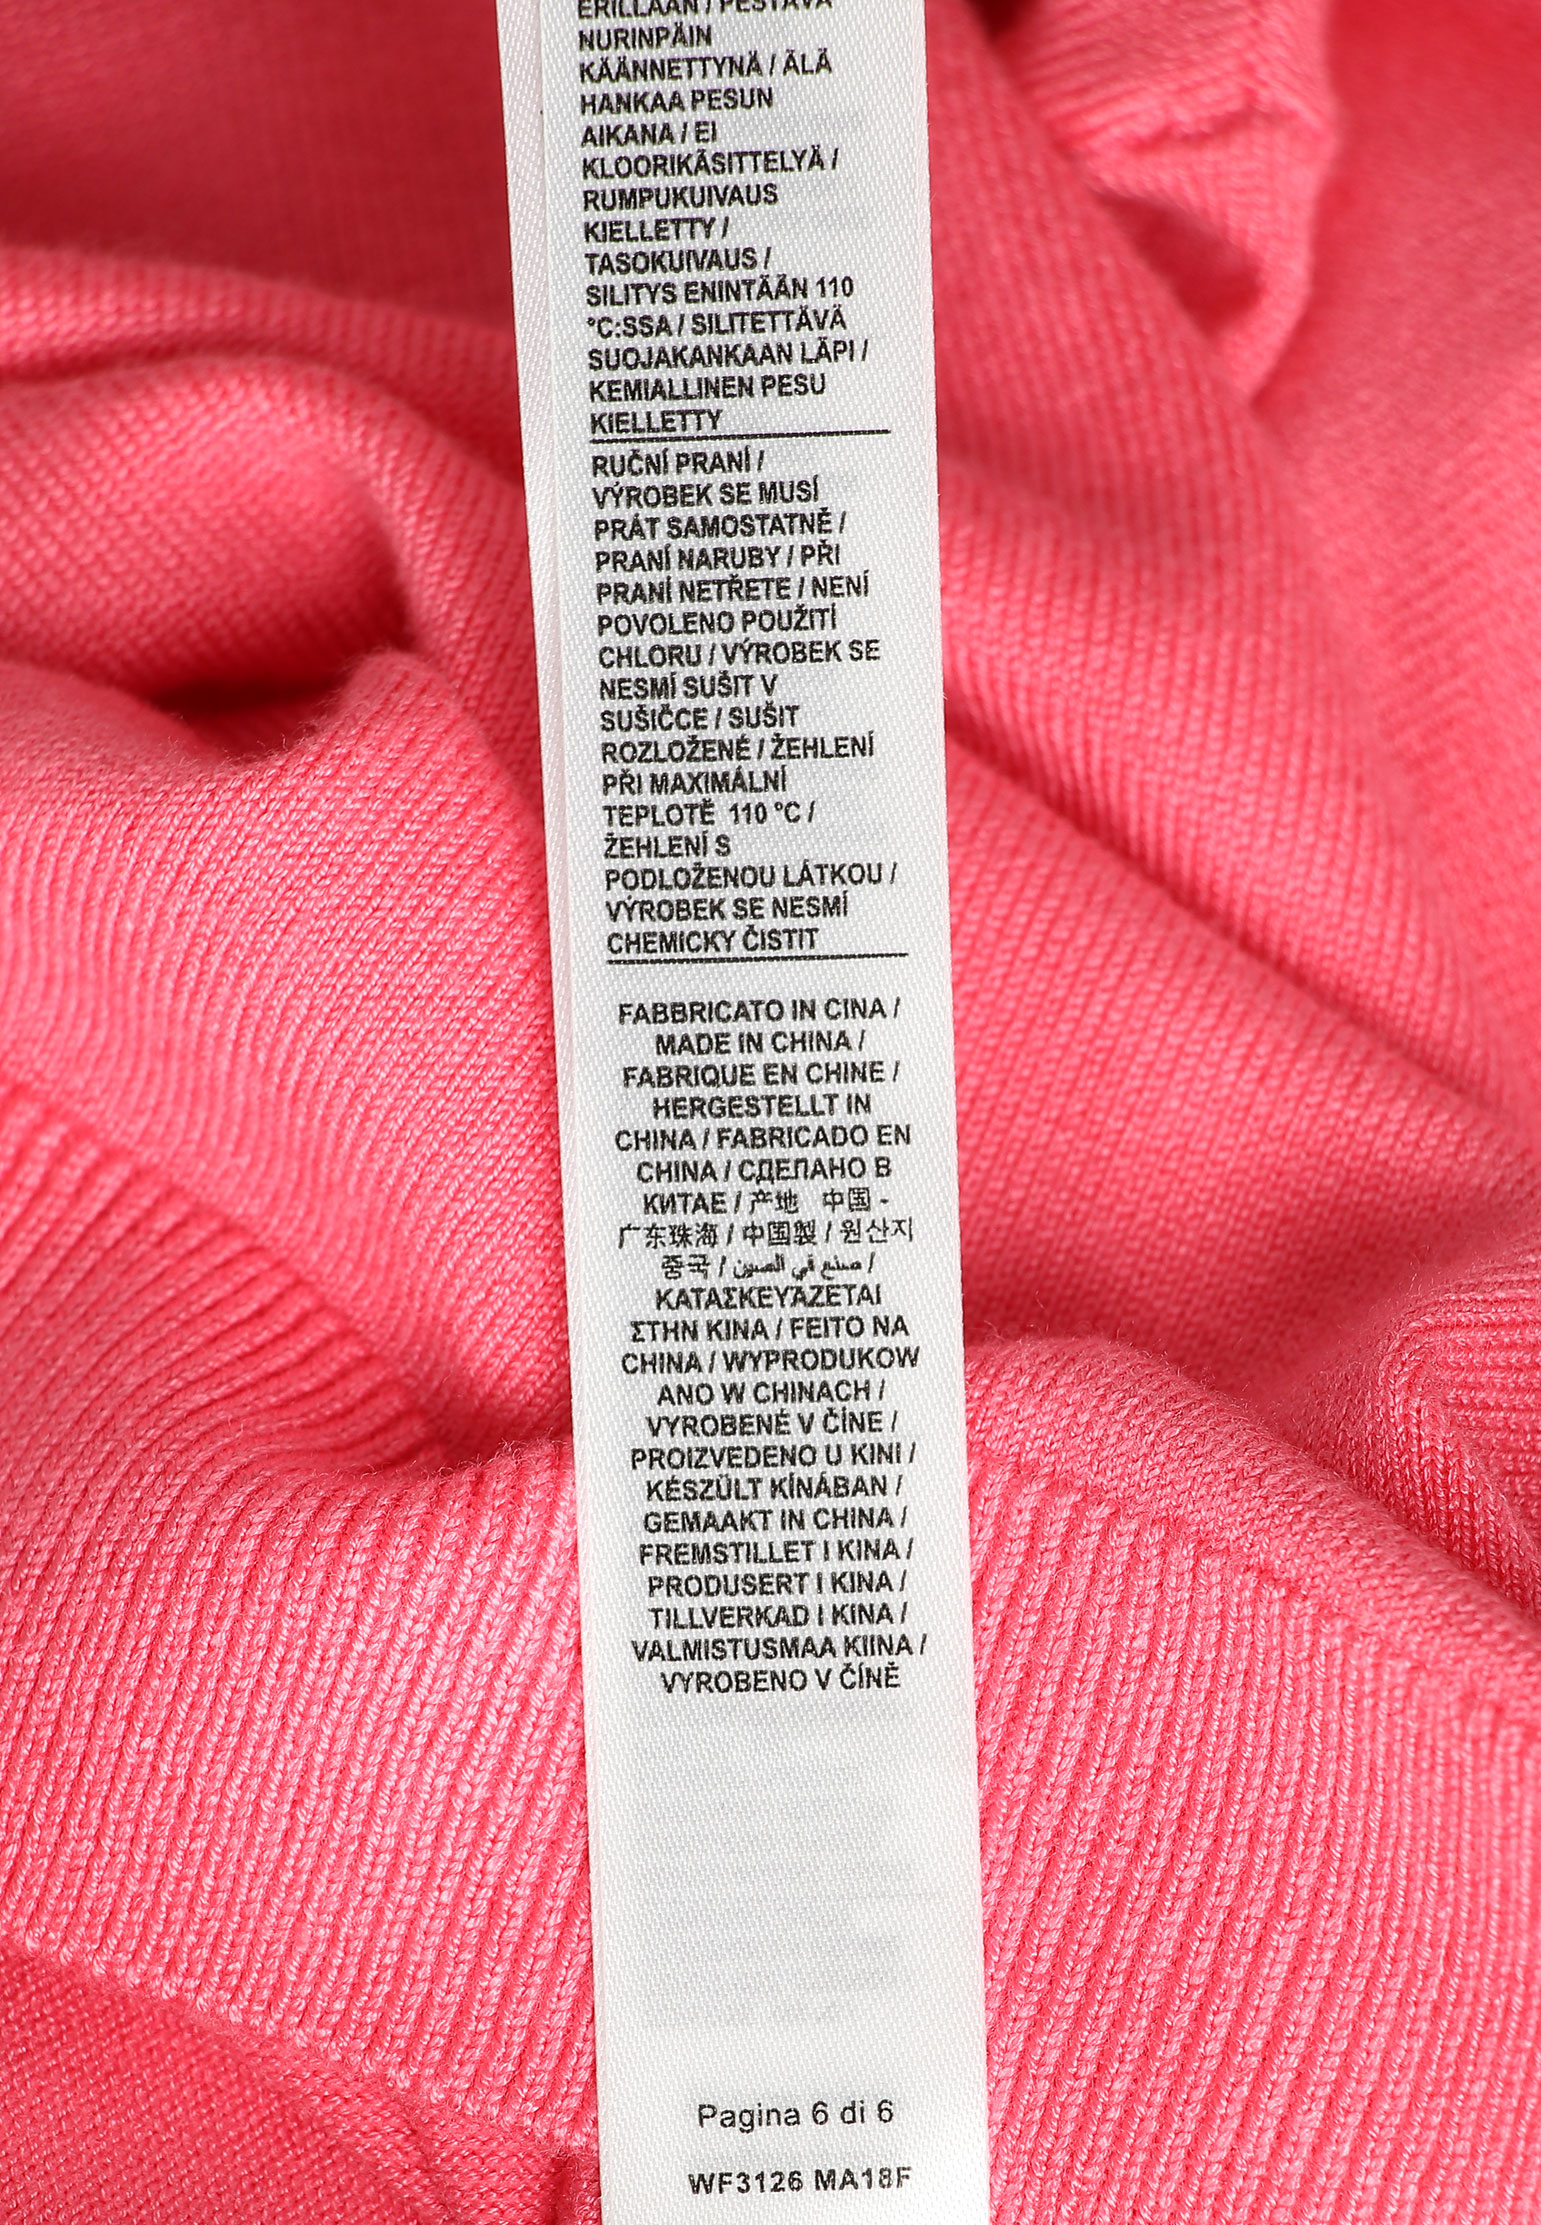 ERILLÄÄN / PESTÄVÄ
NURINPÄIN
KÄÄNNETTYNÄ / ÄLÄ
HANKAA PESUN
AIKANA / EI
KLOORIKÄSITTELYÄ /
RUMPUKUIVAUS
KIELLETTY /
TASOKUIVAUS /
SILITYS ENINTÄÄN 110
°C:SSA / SILITETTÄVÄ
SUOJAKANKAAN LÄPI /
KEMIALLINEN PESU
KIELLETTY
RUČNÍ PRANÍ /
VÝROBEK SE MUSÍ
PRÁT SAMOSTATNĚ /
PRANÍ NARUBY / PŘI
PRANÍ NETŘETE / NENÍ
POVOLENO POUŽITÍ
CHLORU / VÝROBEK SE
NESMÍ SUŠIT V
SUŠIČCE / SUŠIT
ROZLOŽENÉ / ŽEHLENÍ
PŘI MAXIMÁLNÍ
TEPLOTĚ 110 °C /
ŽEHLENÍ S
PODLOŽENOU LÁTKOU /
VÝROBEK SE NESMÍ
CHEMICKY ČISTIT
FABBRICATO IN CINA /
MADE IN CHINA /
FABRIQUE EN CHINE /
HERGESTELLT IN
CHINA / FABRICADO EN
CHINA / СДЕЛАНО В
КИТАЕ / 产地 中国 -
广东珠海 / 中国製 / 원산지
중국 / صنع في الصين /
ΚΑΤΑΣΚΕΥΆΖΕΤΑΙ
ΣΤΗΝ ΚΙΝΑ / FEITO NA
CHINA / WYPRODUKOW
ANO W CHINACH /
VYROBENÉ V ČÍNE /
PROIZVEDENO U KINI /
KÉSZÜLT KÍNÁBAN /
GEMAAKT IN CHINA /
FREMSTILLET I KINA /
PRODUSERT I KINA /
TILLVERKAD I KINA /
VALMISTUSMAA KIINA /
VYROBENO V ČÍNĚ
Pagina 6 di 6
WF3126 MA18F